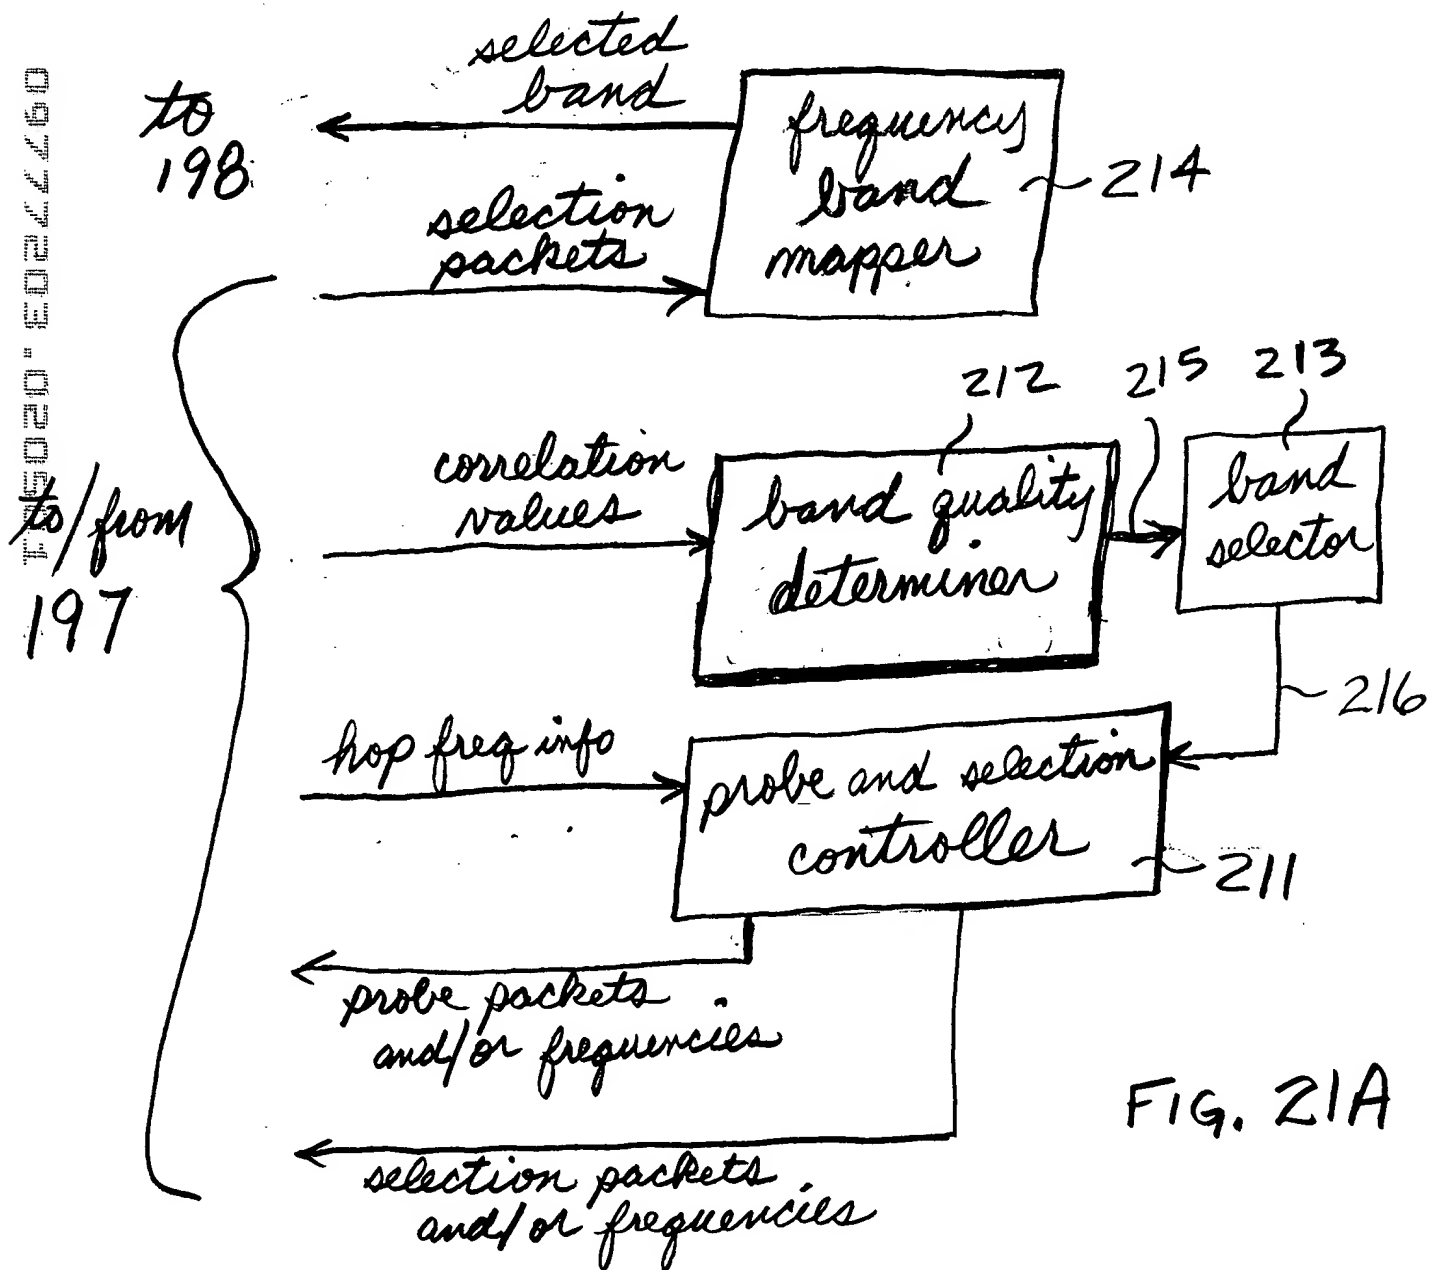 selected
band
to
198
frequency
band
mapper
214
selection
packets
212
215
213
correlation
values
band quality
determiner
band
selector
to/from
197
216
hop freq info
probe and selection
controller
211
probe packets
and/or frequencies
selection packets
and/or frequencies
FIG. 21A